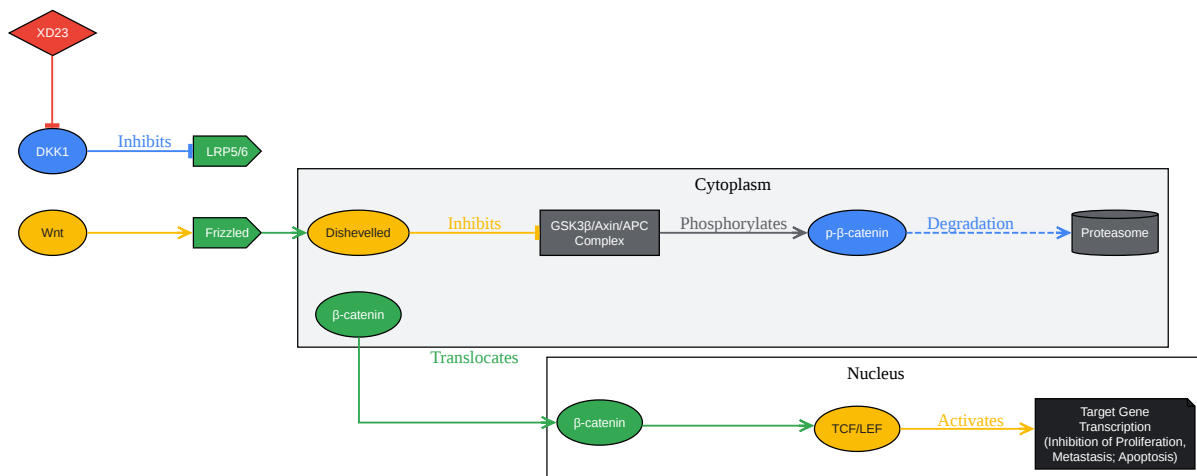 XD23
DKK1
Inhibits
LRP5/6
Cytoplasm
Wnt
Frizzled
Dishevelled
Inhibits
GSK3β/Axin/APC
Complex
Phosphorylates
p-β-catenin
Degradation
Proteasome
β-catenin
Translocates
Nucleus
β-catenin
TCF/LEF
Activates
Target Gene
Transcription
(Inhibition of Proliferation,
Metastasis; Apoptosis)